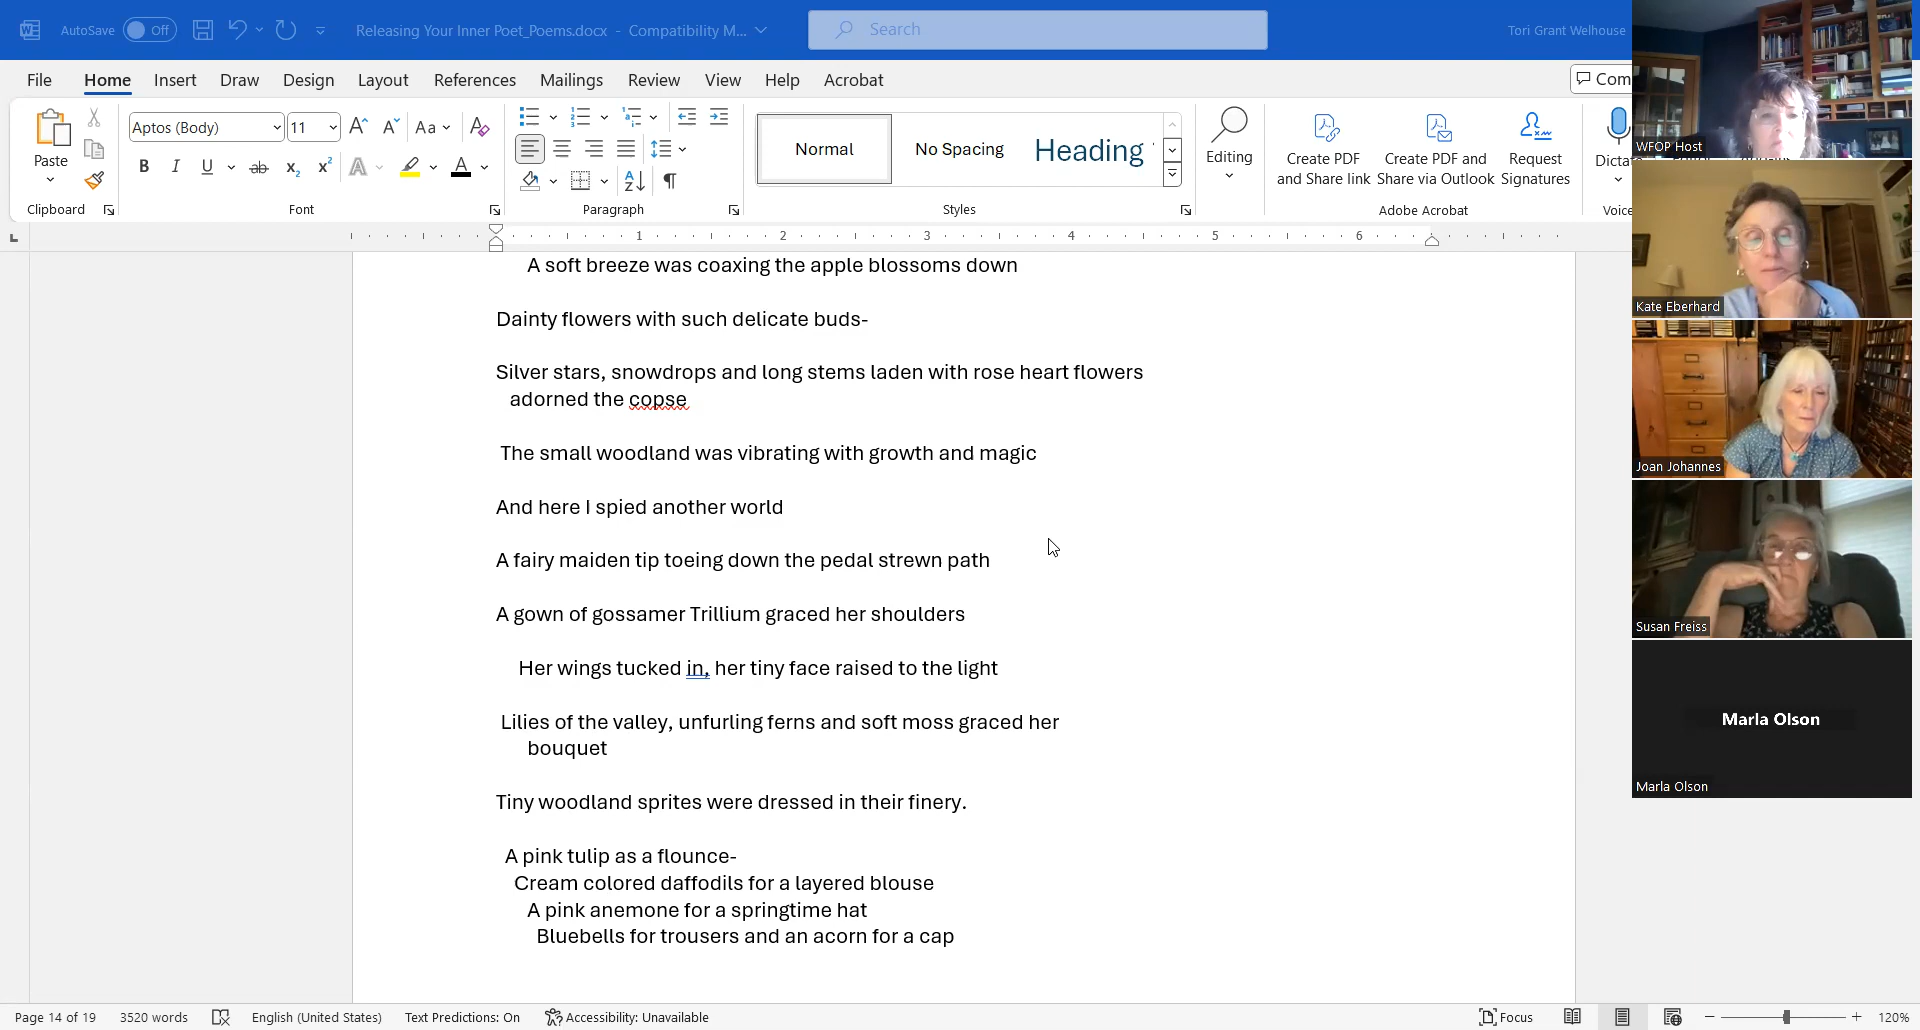 AutoSave Off Releasing Your Inner Poet_Poems.docx - Compatibility M... Search Tori Grant Welhouse
File Home Insert Draw Design Layout References Mailings Review View Help Acrobat Com
Paste
Clipboard
Aptos (Body) 11
Font
Paragraph
Normal No Spacing Heading
Styles
Editing
Create PDF and Share link
Create PDF and Share via Outlook
Request Signatures
Adobe Acrobat
Dictat
Voice
1 2 3 4 5 6
A soft breeze was coaxing the apple blossoms down
Dainty flowers with such delicate buds-
Silver stars, snowdrops and long stems laden with rose heart flowers
adorned the copse
The small woodland was vibrating with growth and magic
And here I spied another world
A fairy maiden tip toeing down the pedal strewn path
A gown of gossamer Trillium graced her shoulders
Her wings tucked in, her tiny face raised to the light
Lilies of the valley, unfurling ferns and soft moss graced her
bouquet
Tiny woodland sprites were dressed in their finery.
A pink tulip as a flounce-
Cream colored daffodils for a layered blouse
A pink anemone for a springtime hat
Bluebells for trousers and an acorn for a cap
WFOP Host
Kate Eberhard
Joan Johannes
Susan Freiss
Marla Olson
Marla Olson
Page 14 of 19 3520 words English (United States) Text Predictions: On Accessibility: Unavailable Focus 120%